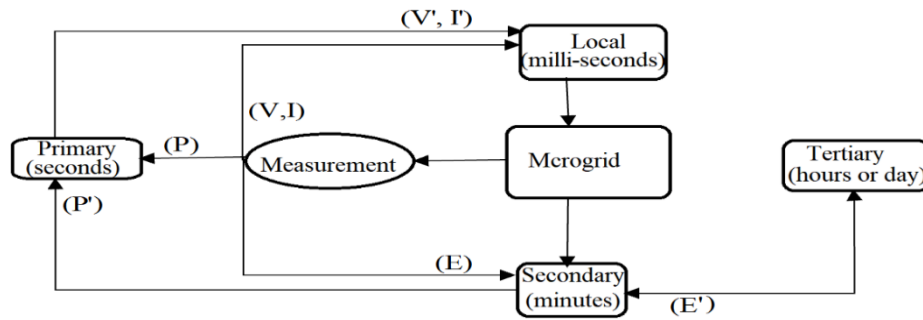 (V', I')
Local
(milli-seconds)
(V,I)
Primary
(seconds)
(P)
Measurement
Mcrogrid
Tertiary
(hours or day)
(P')
(E)
Secondary
(minutes)
(E')